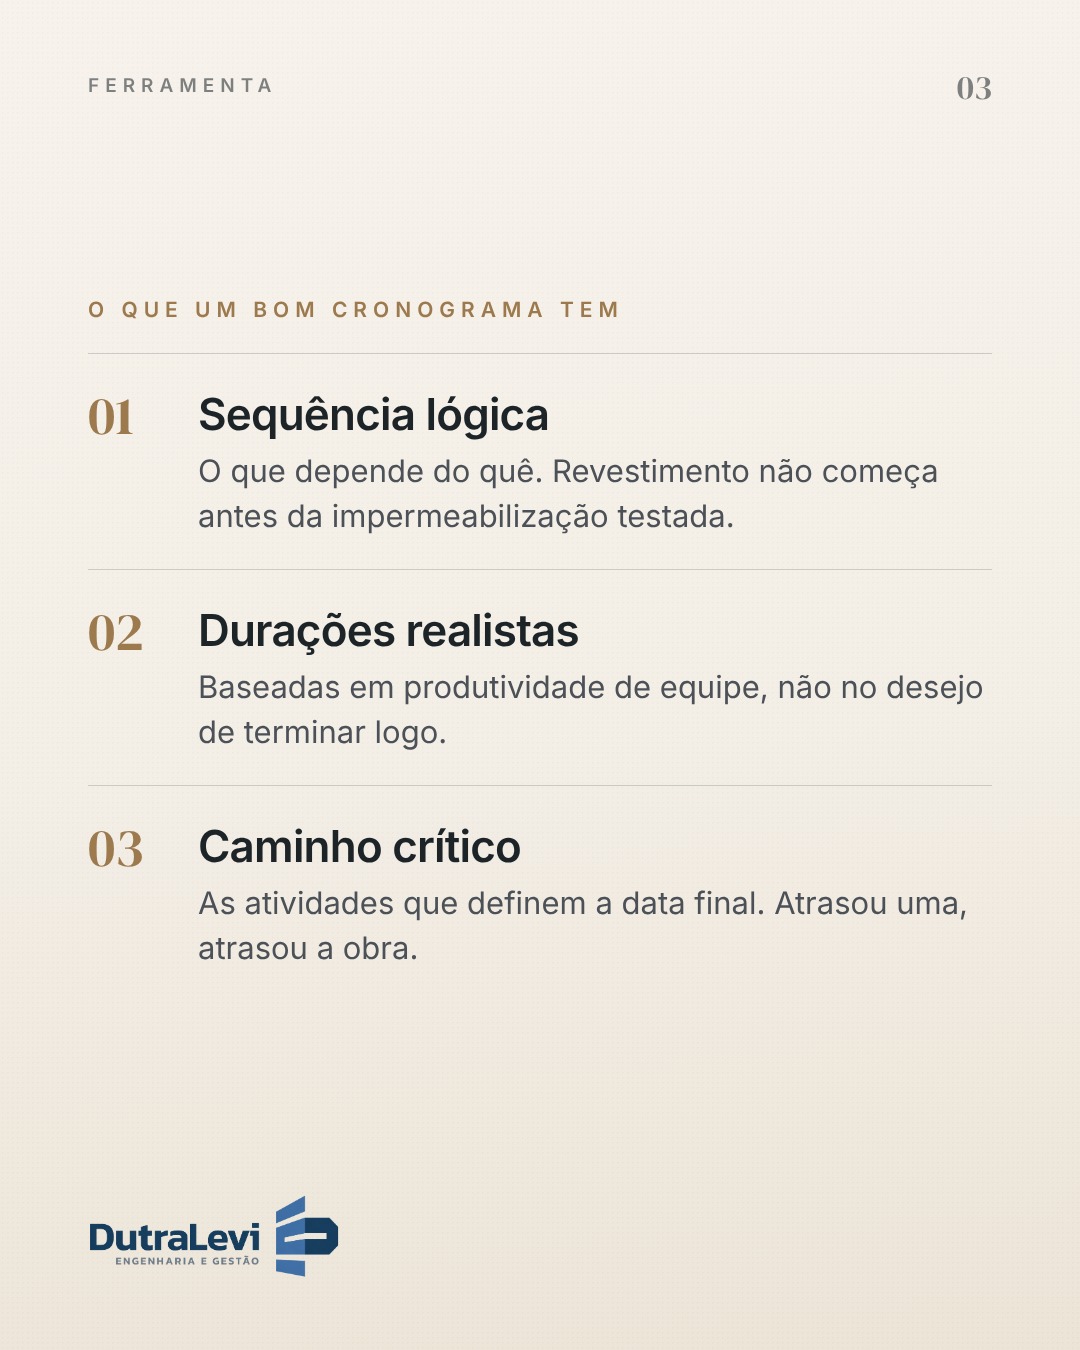 FERRAMENTA
03
O QUE UM BOM CRONOGRAMA TEM
01
Sequência lógica
O que depende do quê. Revestimento não começa
antes da impermeabilização testada.
02
Durações realistas
Baseadas em produtividade de equipe, não no desejo
de terminar logo.
03
Caminho crítico
As atividades que definem a data final. Atrasou uma,
atrasou a obra.
DutraLevi
ENGENHARIA E GESTÃO